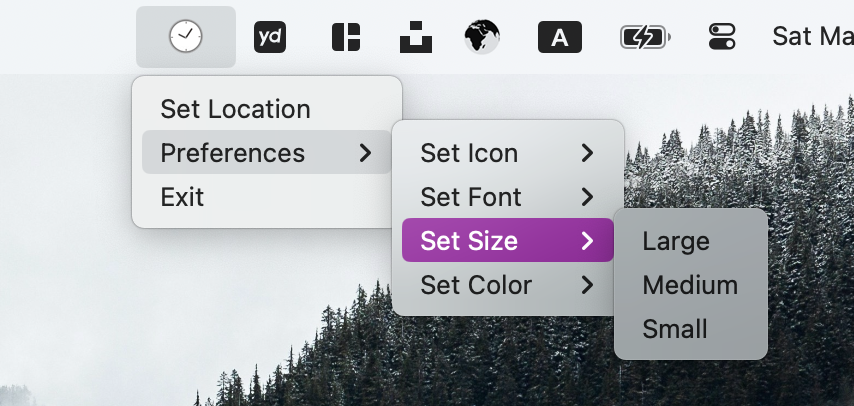 yd
A
Sat Ma
Set Location
Preferences
Exit
Set Icon
Set Font
Set Size
Set Color
Large
Medium
Small